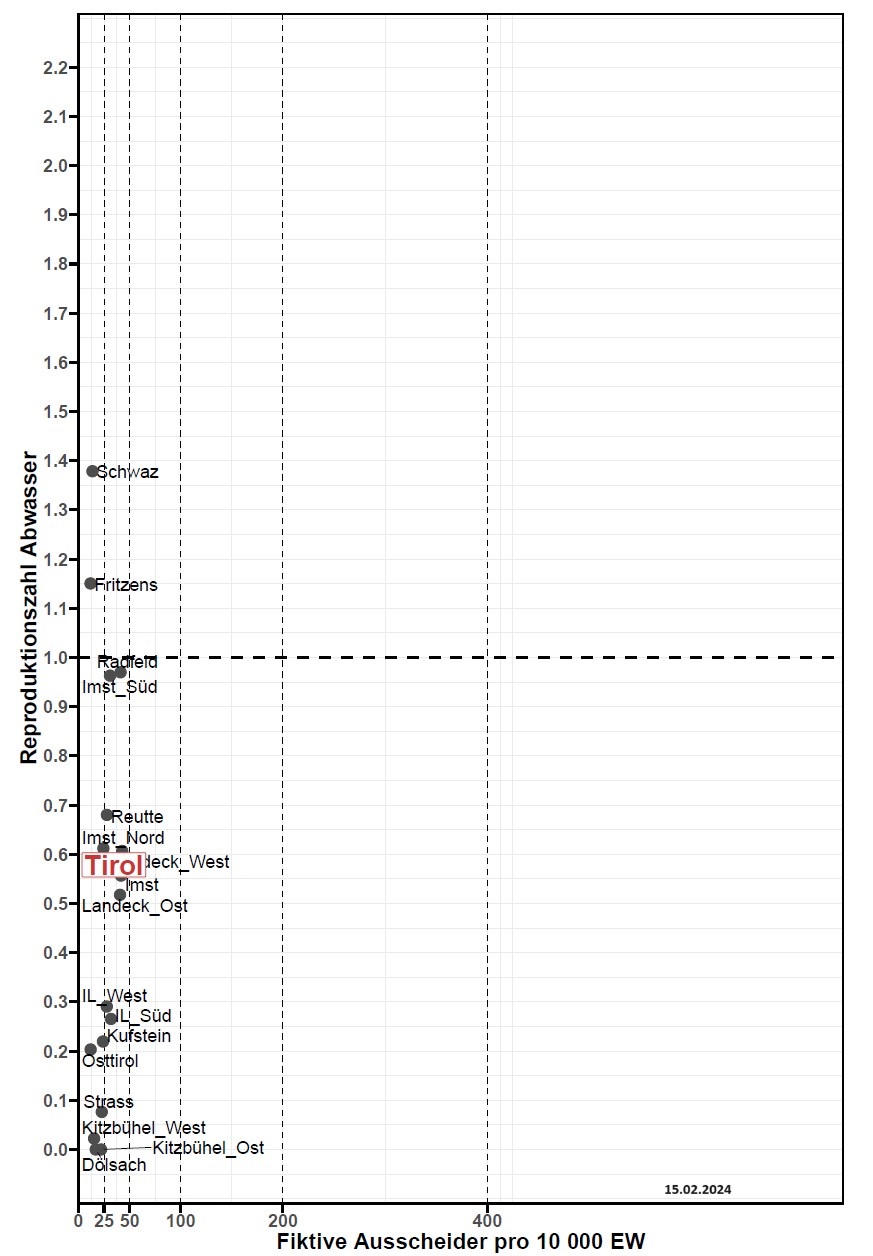 2.2
2.1
2.0
1.9
1.8
1.7
1.6
1.5
1.4
1.3
1.2
1.1
1.0
0.9
0.8
0.7
0.6
0.5
0.4
0.3
0.2
0.1
0.0
Reproduktionszahl Abwasser
Schwaz
Fritzens
Radfeld
Imst_Süd
Reutte
Imst_Nord
Tirol deck_West
Imst
Landeck_Ost
IL_West
IL_Süd
Kufstein
Osttirol
Strass
Kitzbühel_West
Kitzbühel_Ost
Dölsach
15.02.2024
0 25 50 100 200 400
Fiktive Ausscheider pro 10 000 EW